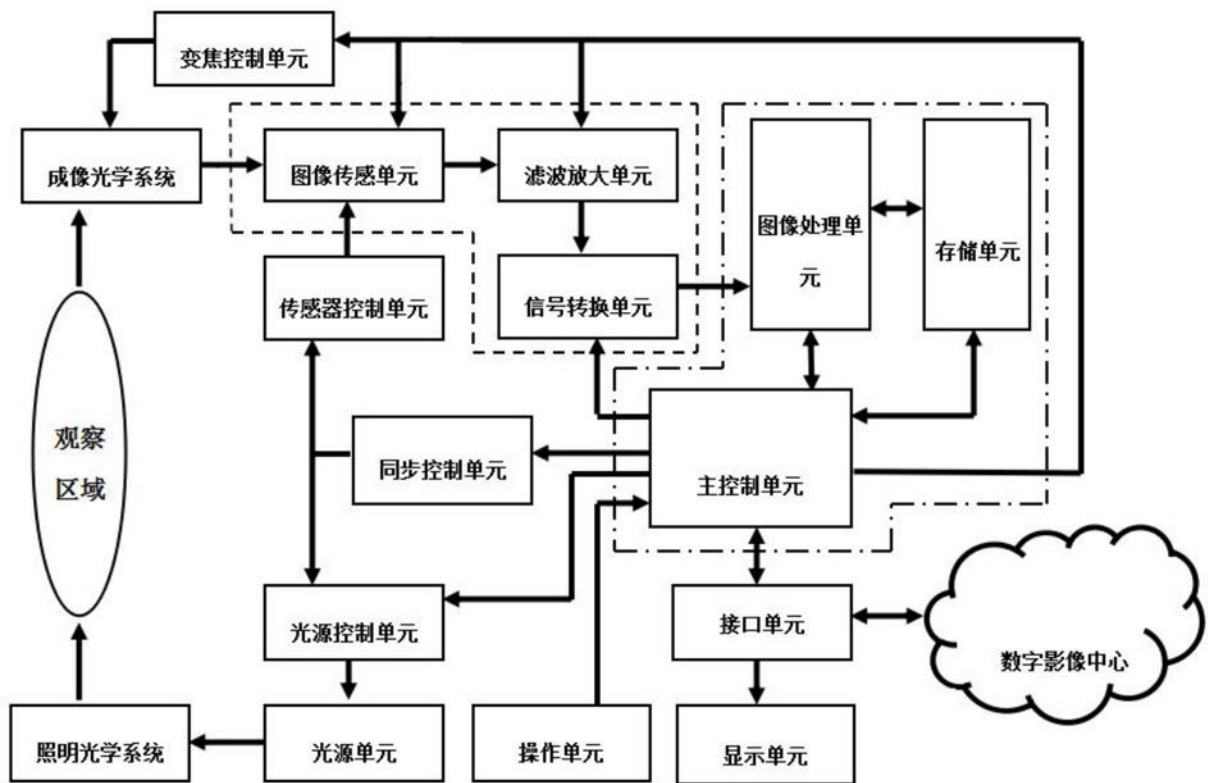 变焦控制单元
成像光学系统
图像传感单元
滤波放大单元
图像处理单
元
存储单元
传感器控制单元
信号转换单元
观察
区域
同步控制单元
主控制单元
光源控制单元
接口单元
数字影像中心
照明光学系统
光源单元
操作单元
显示单元